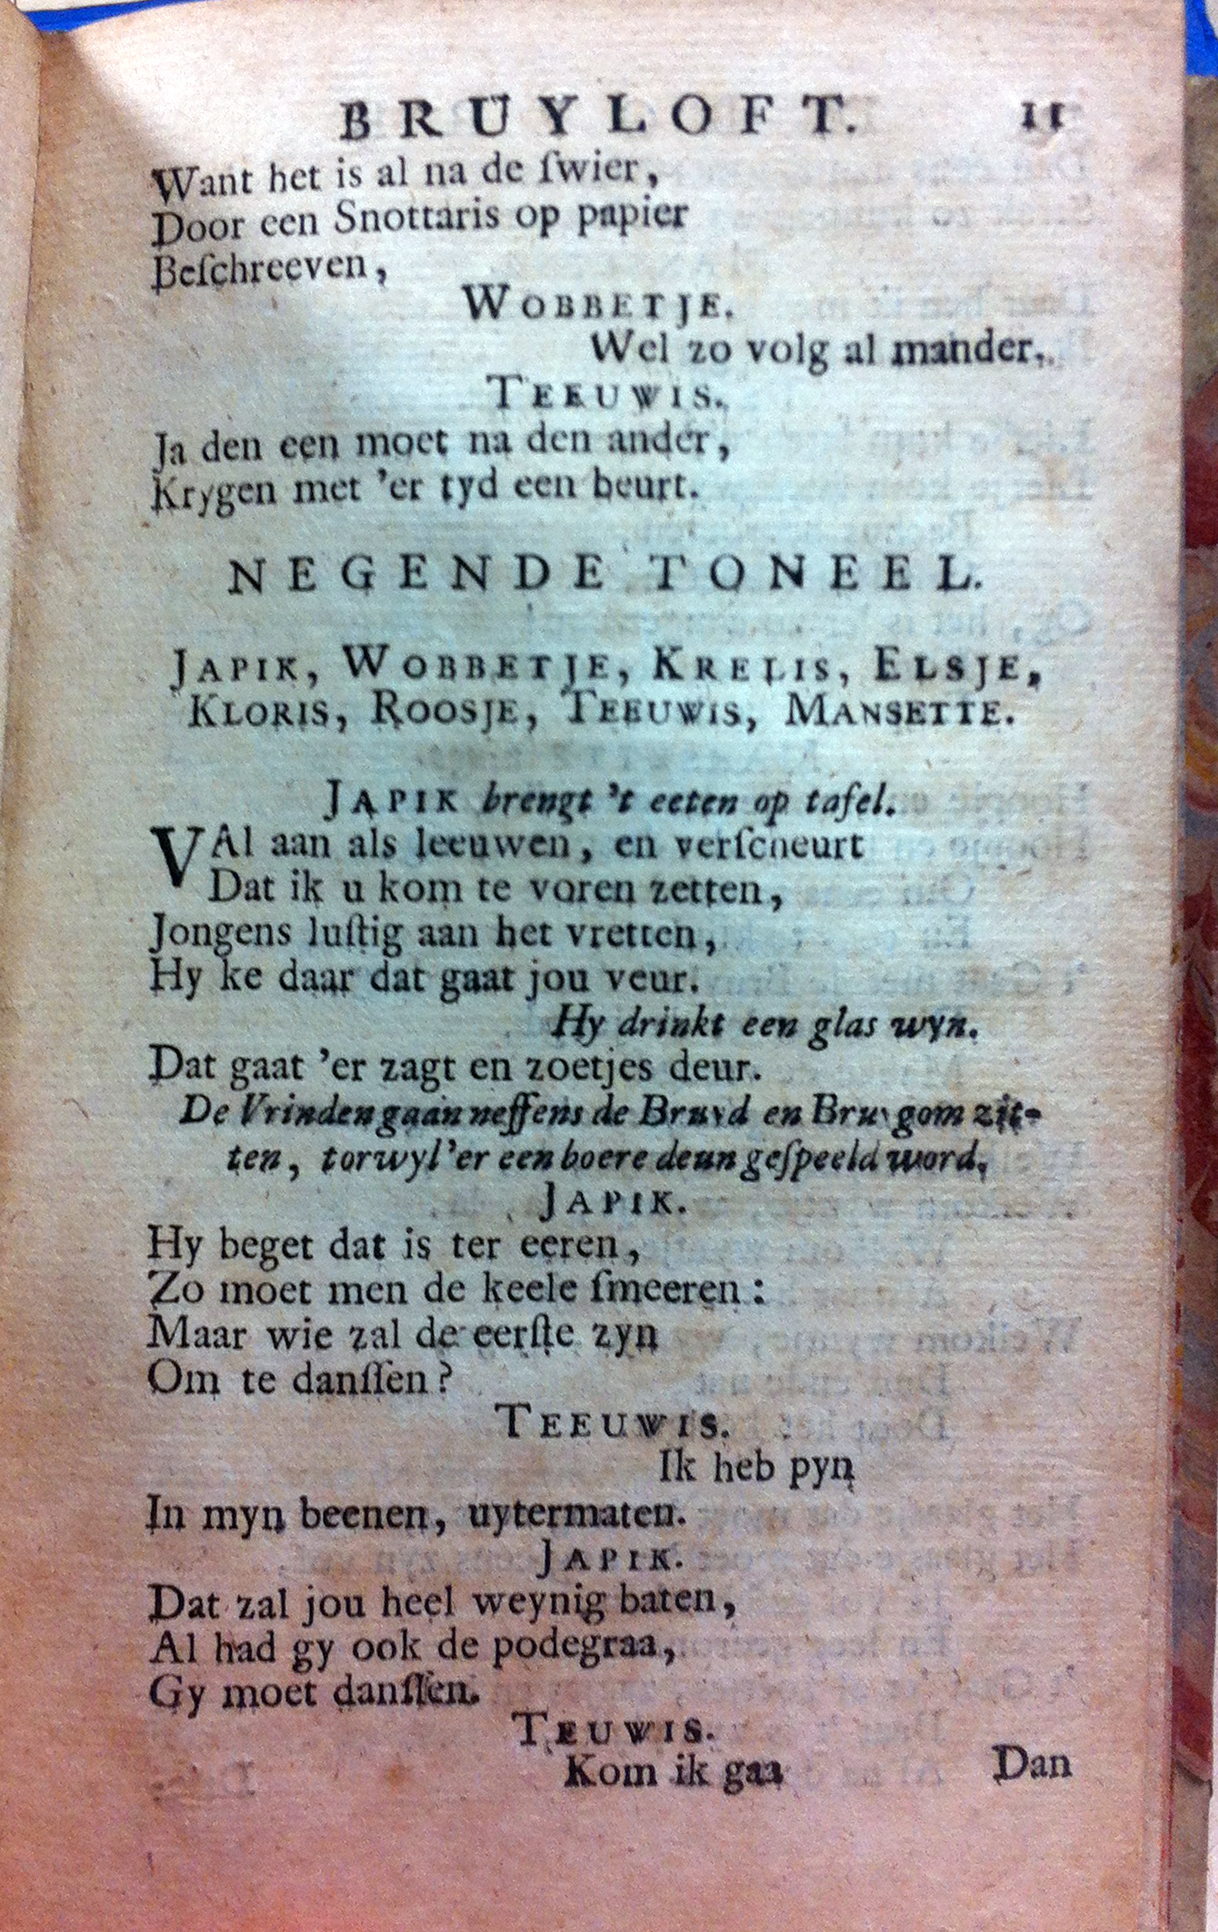 BRUYLOFT. 11
Want het is al na de ſwier,
Door een Snottaris op papier
Beſchreeven,
WOBBETJE.
Wel zo volg al mander.
TEEUWIS.
Ja den een moet na den ander,
Krygen met 'er tyd een beurt.
NEGENDE TONEEL.
JAPIK, WOBBETJE, KRELIS, ELSJE,
KLORIS, ROOSJE, TEEUWIS, MANSETTE.
JAPIK brengt 't eeten op tafel.
VAl aan als leeuwen, en verſcheurt
Dat ik u kom te voren zetten,
Jongens luſtig aan het vretten,
Hy ke daar dat gaat jou veur.
Hy drinkt een glas wyn.
Dat gaat 'er zagt en zoetjes deur.
De Vrinden gaan neffens de Bruyd en Bruygom zit-
ten, torwyl 'er een boere deun geſpeeld word.
JAPIK.
Hy beget dat is ter eeren,
Zo moet men de keele ſmeeren:
Maar wie zal de eerſte zyn
Om te danſſen?
TEEUWIS.
Ik heb pyn
In myn beenen, uytermaten.
JAPIK.
Dat zal jou heel weynig baten,
Al had gy ook de podegraa,
Gy moet danſſen.
TEUWIS.
Kom ik gaa
Dan